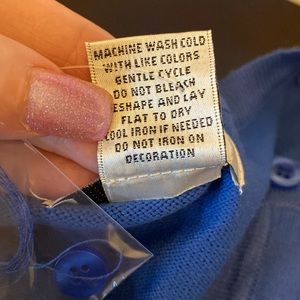 MACHINE WASH COLD
WITH LIKE COLORS
GENTLE CYCLE
DO NOT BLEACH
RESHAPE AND LAY
FLAT TO DRY
COOL IRON IF NEEDED
DO NOT IRON ON
DECORATION